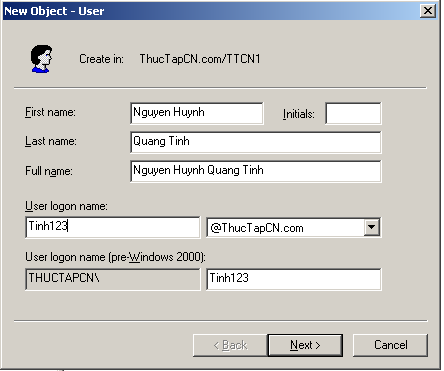 New Object - User
Create in: ThucTapCN.com/TTCN1
First name: Nguyen Huynh Initials:
Last name: Quang Tinh
Full name: Nguyen Huynh Quang Tinh
User logon name:
Tinh123 @ThucTapCN.com
User logon name (pre-Windows 2000):
THUCTAPCN\ Tinh123
< Back Next > Cancel